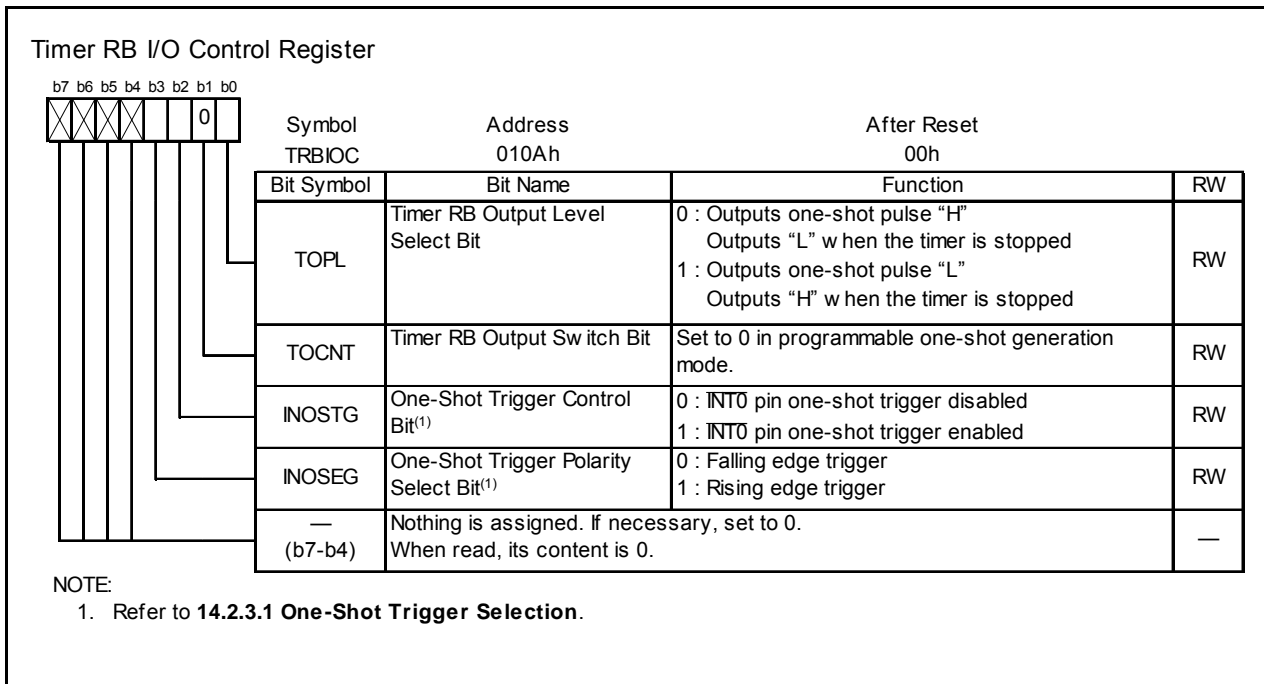 Timer RB I/O Control Register
b7 b6 b5 b4 b3 b2 b1 b0
0
Symbol Address After Reset
TRBIOC 010Ah 00h
Bit Symbol Bit Name Function RW
TOPL Timer RB Output Level Select Bit 0 : Outputs one-shot pulse “H” RW
Outputs “L” w hen the timer is stopped
1 : Outputs one-shot pulse “L”
Outputs “H” w hen the timer is stopped
TOCNT Timer RB Output Sw itch Bit Set to 0 in programmable one-shot generation mode. RW
INOSTG One-Shot Trigger Control Bit(1) 0 : INT0 pin one-shot trigger disabled RW
1 : INT0 pin one-shot trigger enabled
INOSEG One-Shot Trigger Polarity Select Bit(1) 0 : Falling edge trigger RW
1 : Rising edge trigger
— (b7-b4) Nothing is assigned. If necessary, set to 0. —
When read, its content is 0.
NOTE:
1. Refer to 14.2.3.1 One-Shot Trigger Selection.